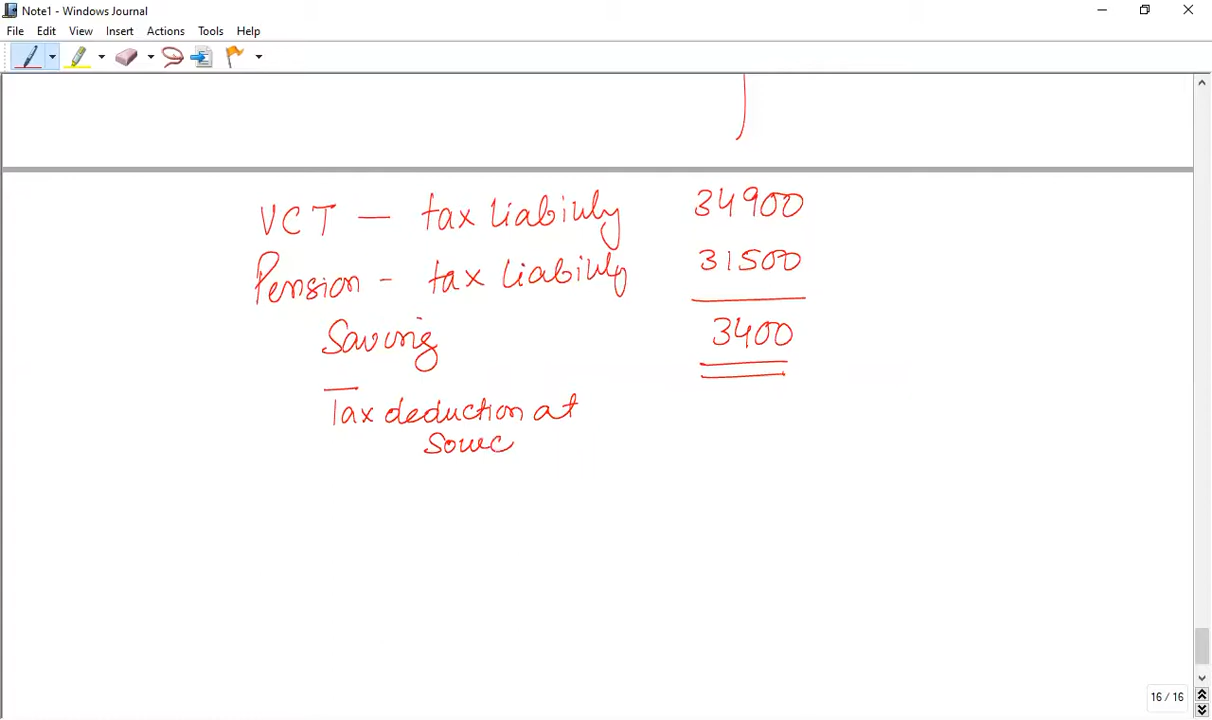 Note1 - Windows Journal
File Edit View Insert Actions Tools Help
VCT — tax liability 34900
Pension - tax liability 31500
Saving 3400
Tax deduction at
Sourc
16 / 16